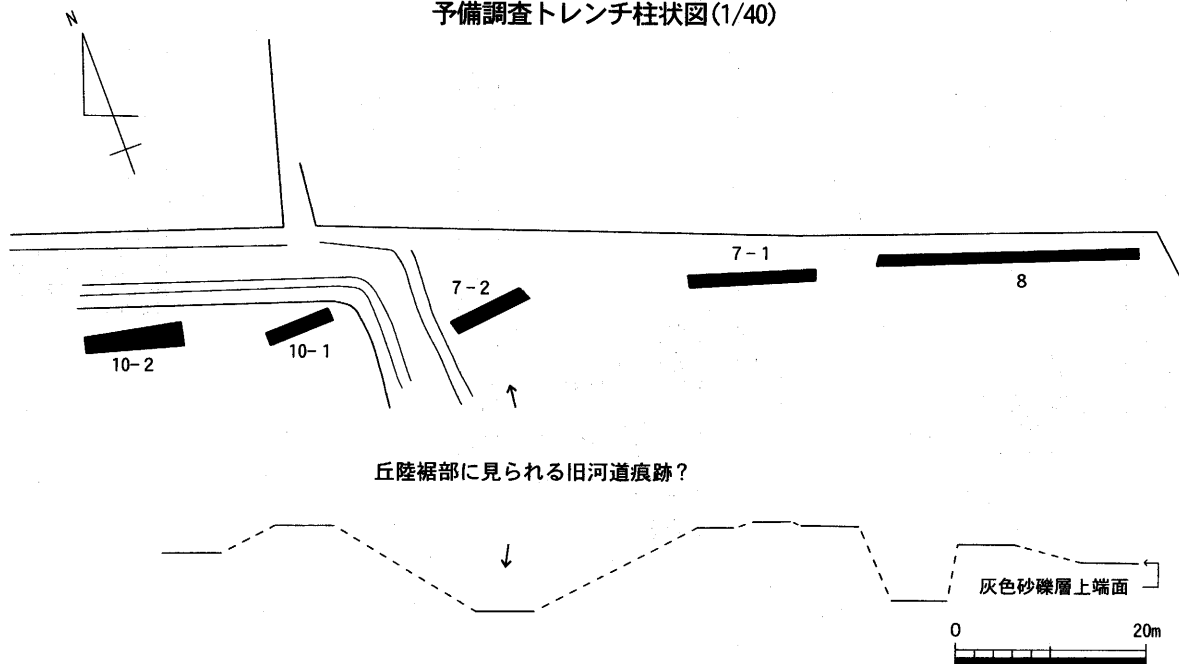 予備調査トレンチ柱状図(1/40)
N
7-1
8
7-2
10-1
10-2
丘陸裾部に見られる旧河道痕跡?
灰色砂礫層上端面
0 20m